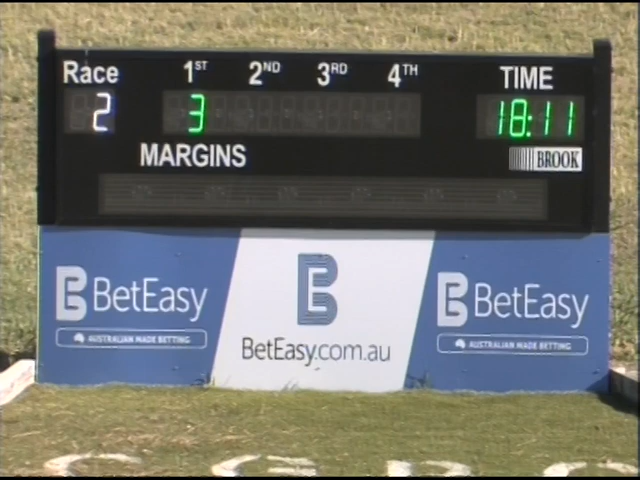 Race 1ST 2ND 3RD 4TH TIME
2 3 18:11
MARGINS BROOK
BetEasy
AUSTRALIAN MADE BETTING
BetEasy.com.au
BetEasy
AUSTRALIAN MADE BETTING